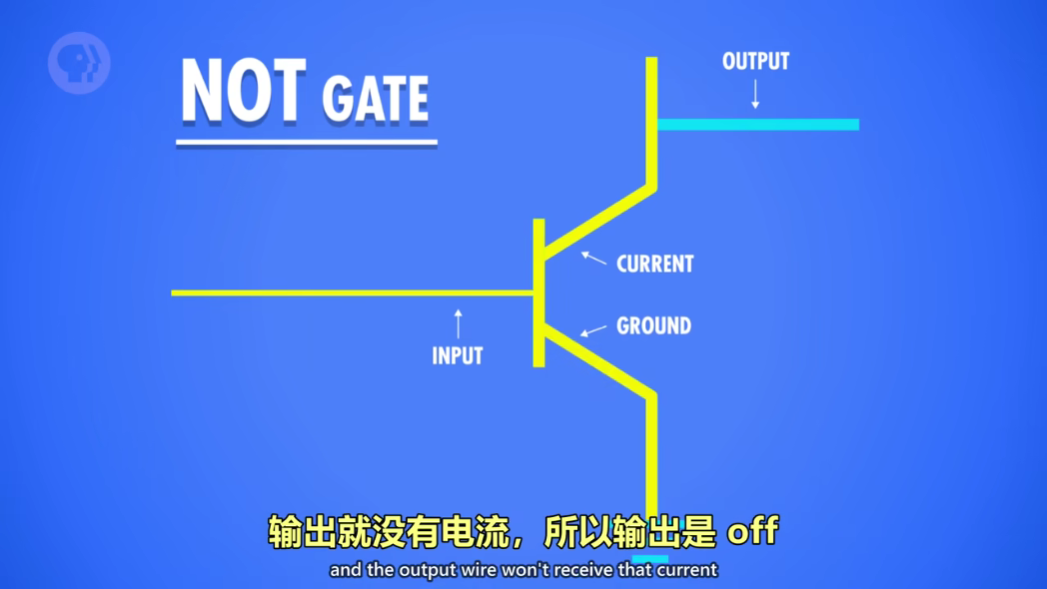 NOT GATE
OUTPUT
CURRENT
GROUND
INPUT
输出就没有电流，所以输出是 off
and the output wire won't receive that current